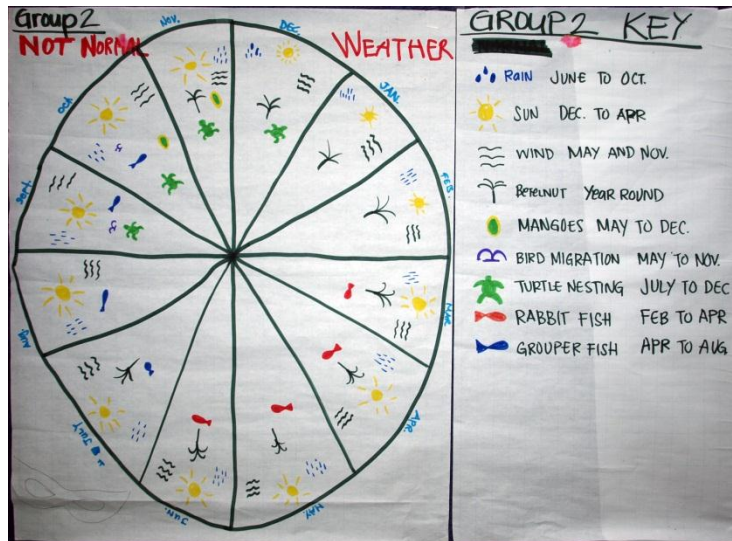 Group 2
NOT NORMAL WEATHER
NOV.
DEC.
JAN.
FEB.
MAR.
APR.
MAY.
JUN.
JULY
AUG
SEPT.
OCT
GROUP 2 KEY
RAIN JUNE TO OCT.
SUN DEC. TO APR
WIND MAY AND NOV.
BETELNUT YEAR ROUND
MANGOES MAY TO DEC.
BIRD MIGRATION MAY TO NOV.
TURTLE NESTING JULY TO DEC
RABBIT FISH FEB TO APR
GROUPER FISH APR TO AUG